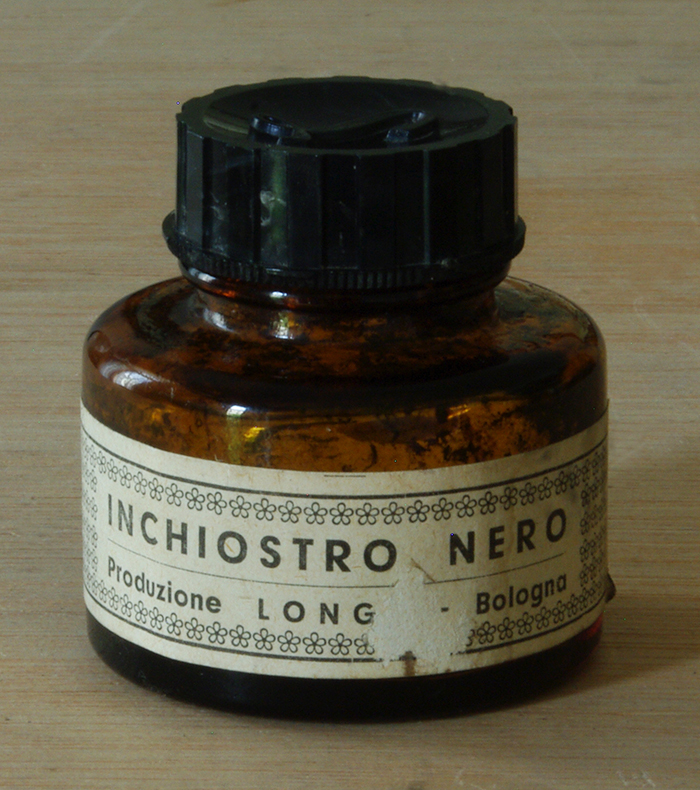 INCHIOSTRO NERO
Produzione LONG - Bologna